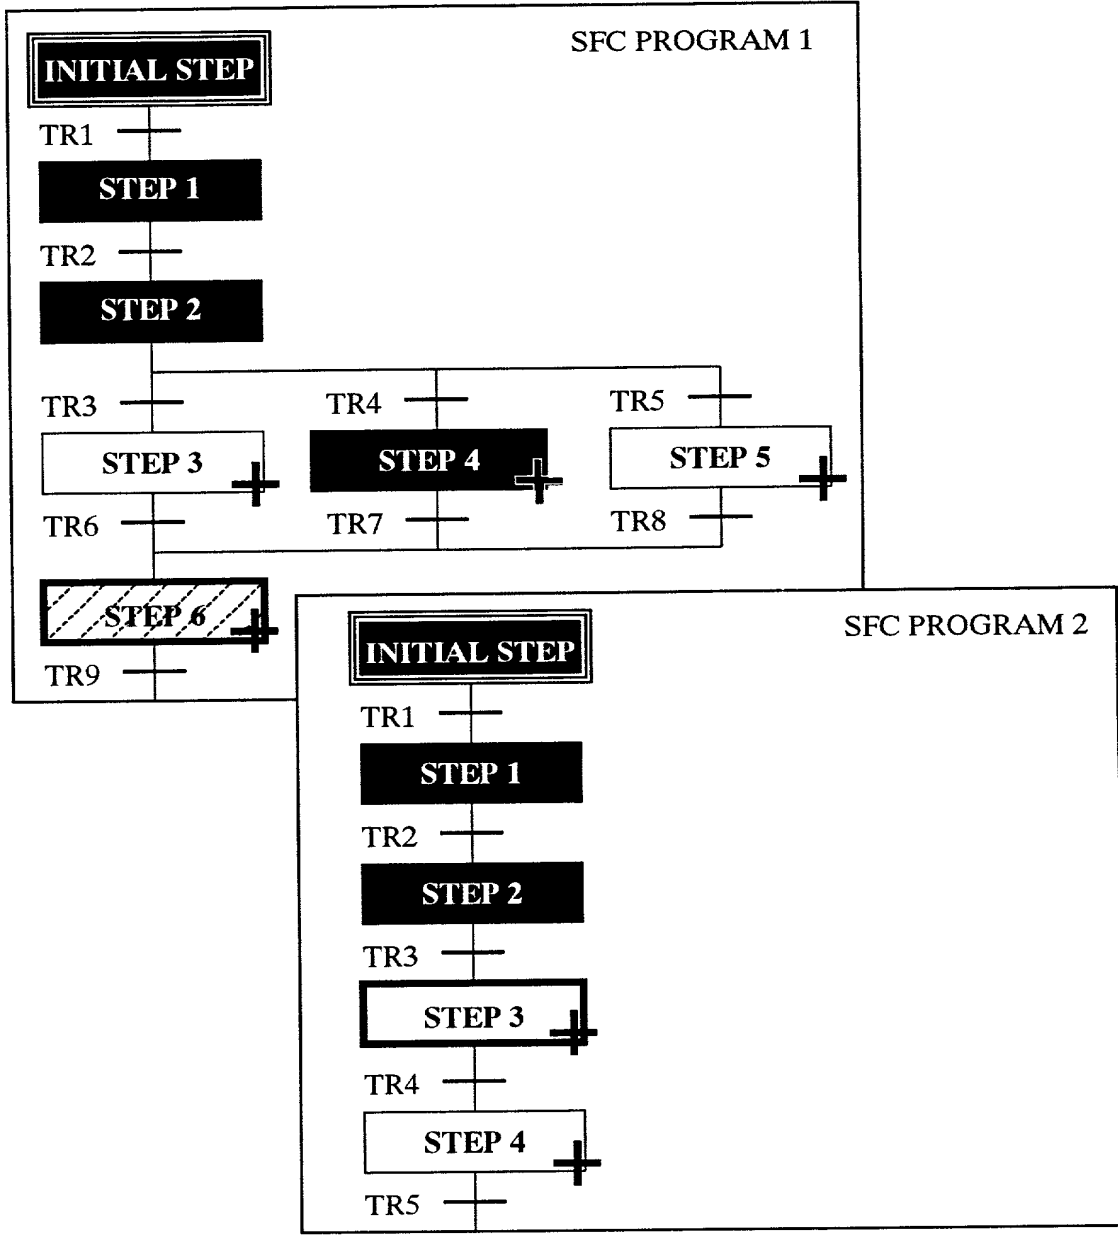 SFC PROGRAM 1
INITIAL STEP
TR1
STEP 1
TR2
STEP 2
TR3 TR4 TR5
STEP 3 STEP 4 STEP 5
TR6 TR7 TR8
STEP 6
TR9
SFC PROGRAM 2
INITIAL STEP
TR1
STEP 1
TR2
STEP 2
TR3
STEP 3
TR4
STEP 4
TR5